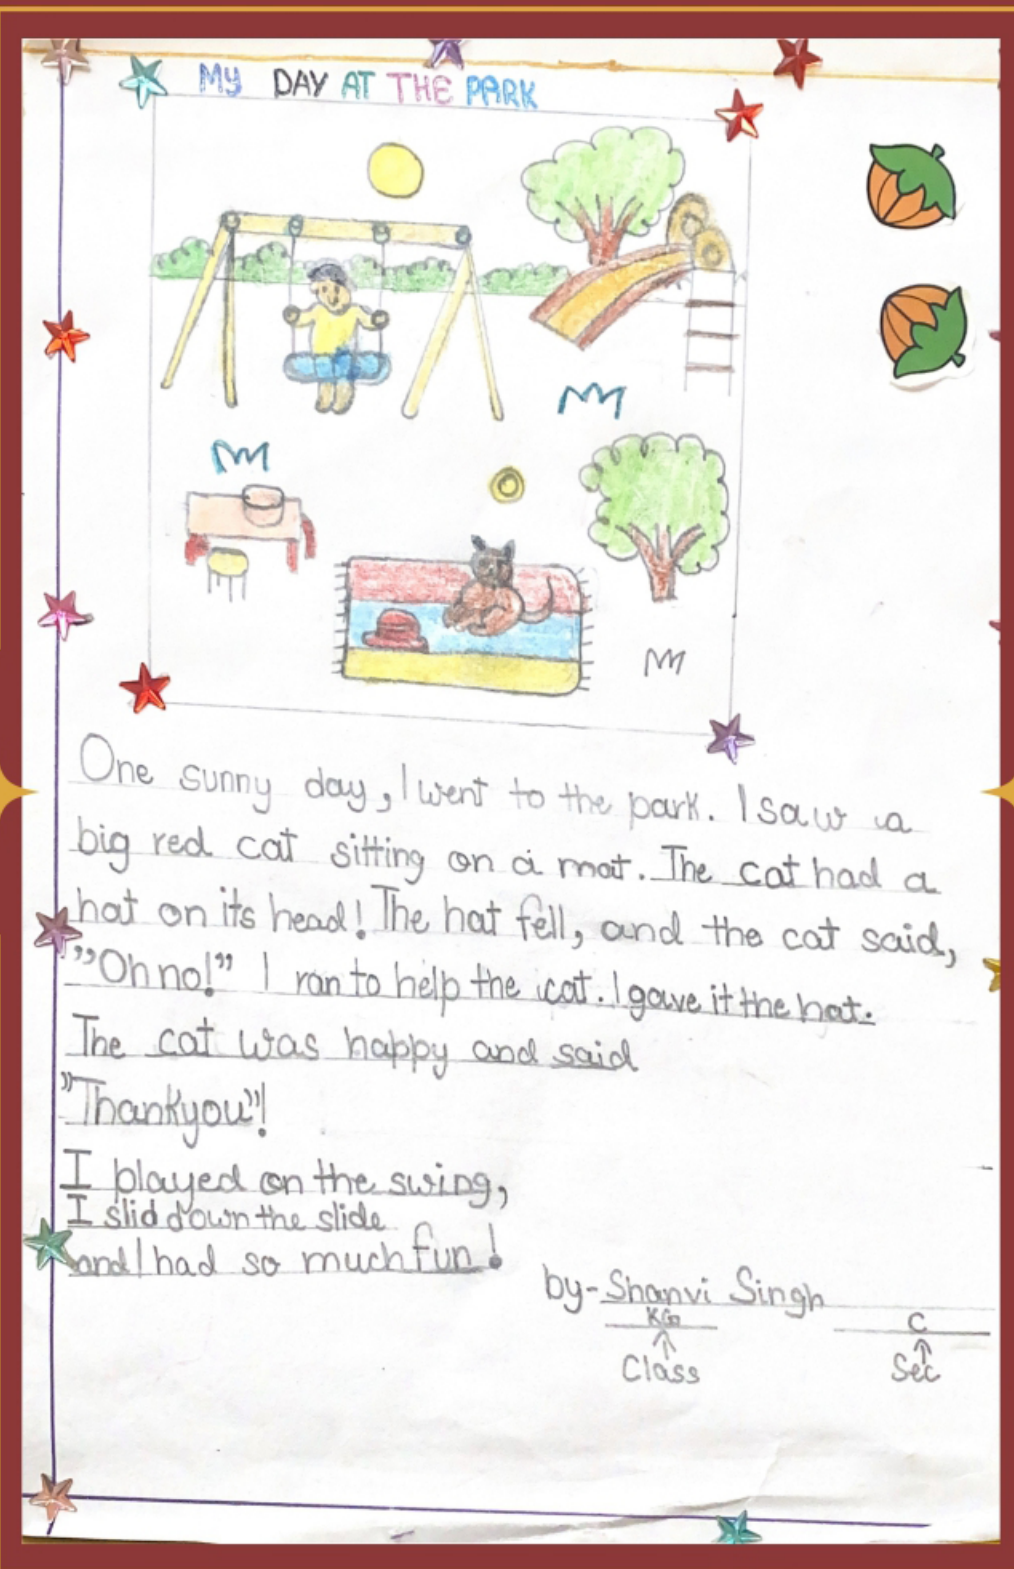 MY DAY AT THE PARK
One sunny day, I went to the park. I saw a
big red cat sitting on a mat. The cat had a
hat on its head! The hat fell, and the cat said,
"Oh no!" I ran to help the cat. I gave it the hat.
The cat was happy and said
"Thankyou"!
I played on the swing,
I slid down the slide
and I had so much fun!
by-Shanvi Singh
KG C
Class Sec